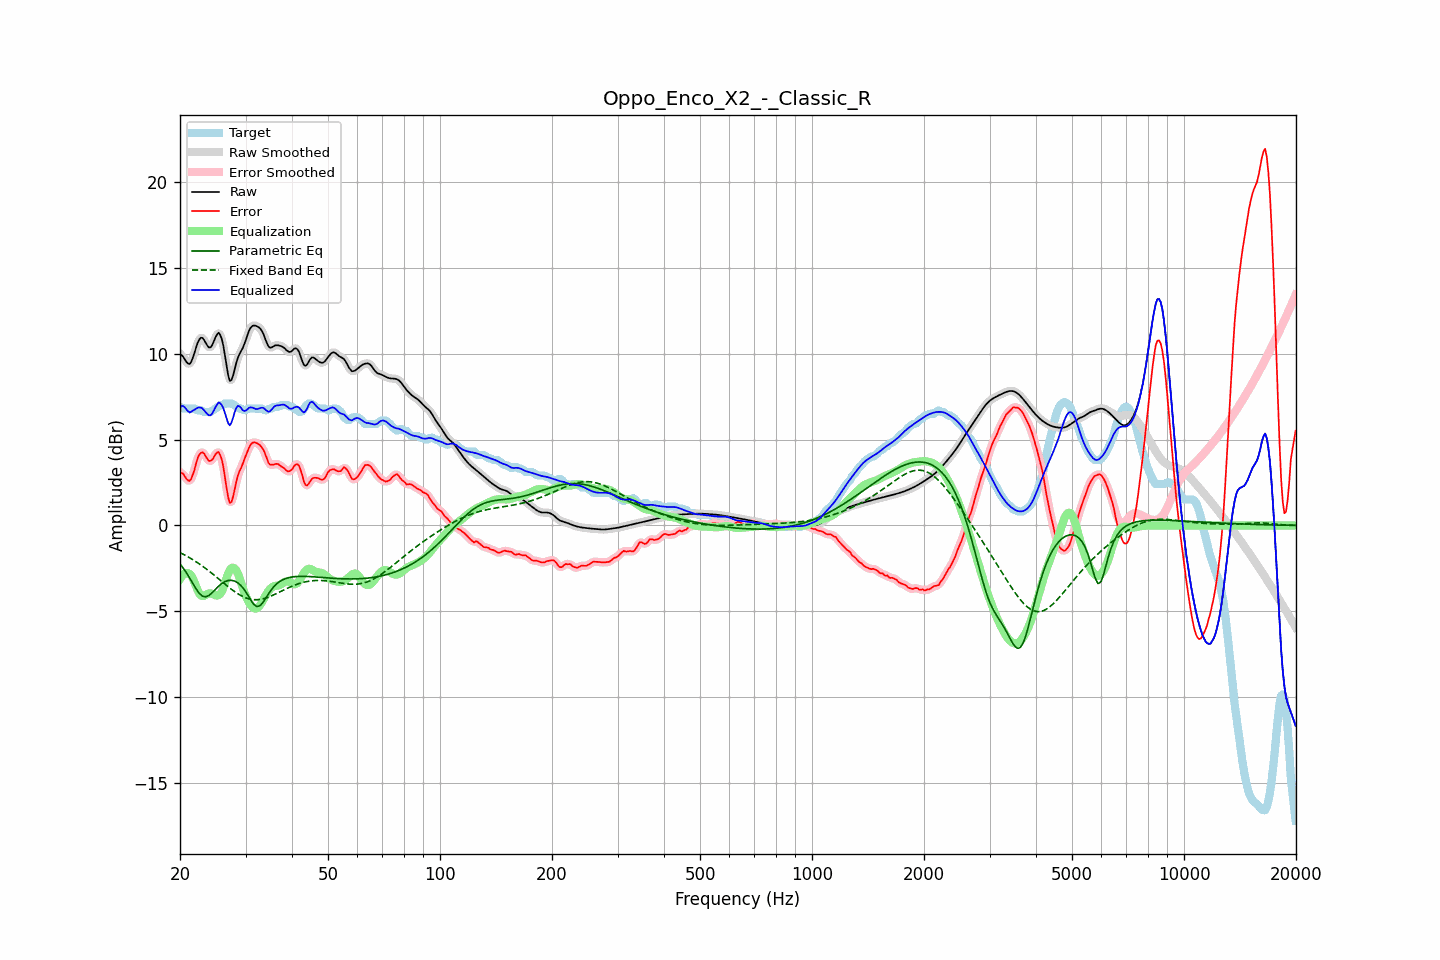 Oppo_Enco_X2_-_Classic_R
Target
Raw Smoothed
Error Smoothed
Raw
Error
Equalization
Parametric Eq
Fixed Band Eq
Equalized
Amplitude (dBr)
20
15
10
5
0
−5
−10
−15
20 50 100 200 500 1000 2000 5000 10000 20000
Frequency (Hz)